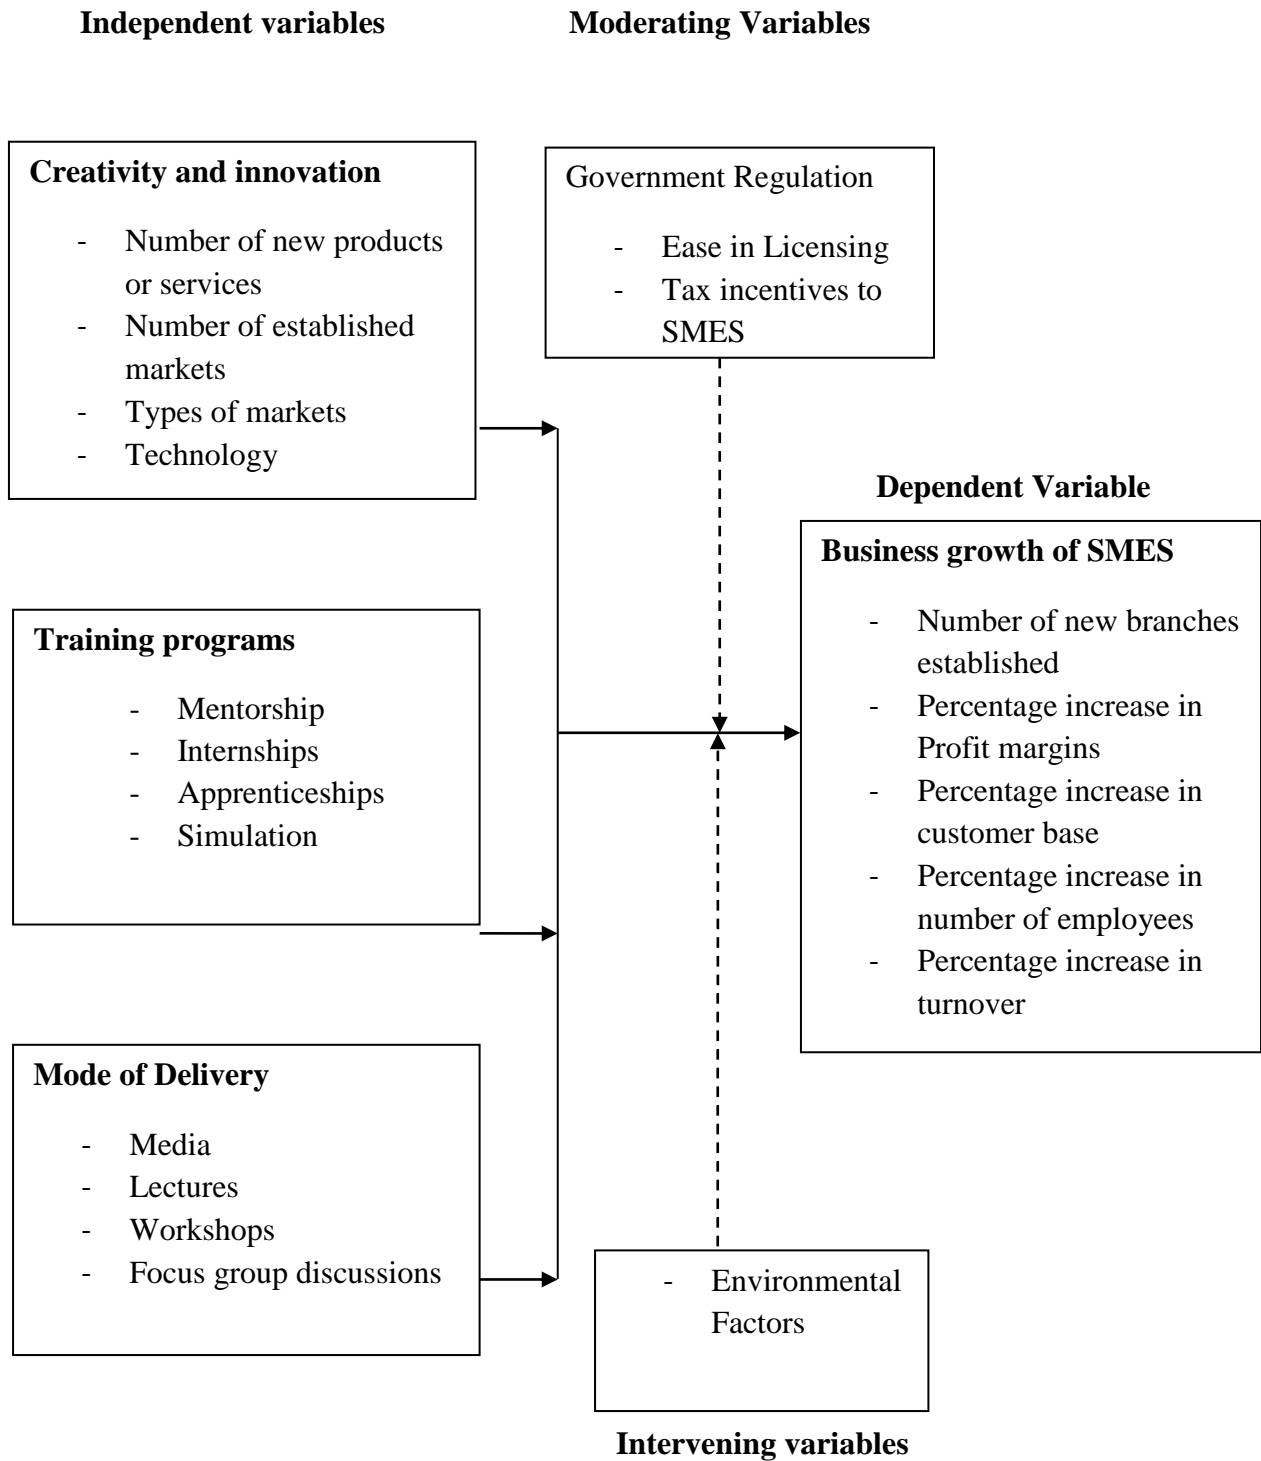 Independent variables
Moderating Variables
Creativity and innovation
- Number of new products
or services
- Number of established
markets
- Types of markets
- Technology
Government Regulation
- Ease in Licensing
- Tax incentives to
SMES
Dependent Variable
Business growth of SMES
- Number of new branches
established
- Percentage increase in
Profit margins
- Percentage increase in
customer base
- Percentage increase in
number of employees
- Percentage increase in
turnover
Training programs
- Mentorship
- Internships
- Apprenticeships
- Simulation
Mode of Delivery
- Media
- Lectures
- Workshops
- Focus group discussions
- Environmental
Factors
Intervening variables